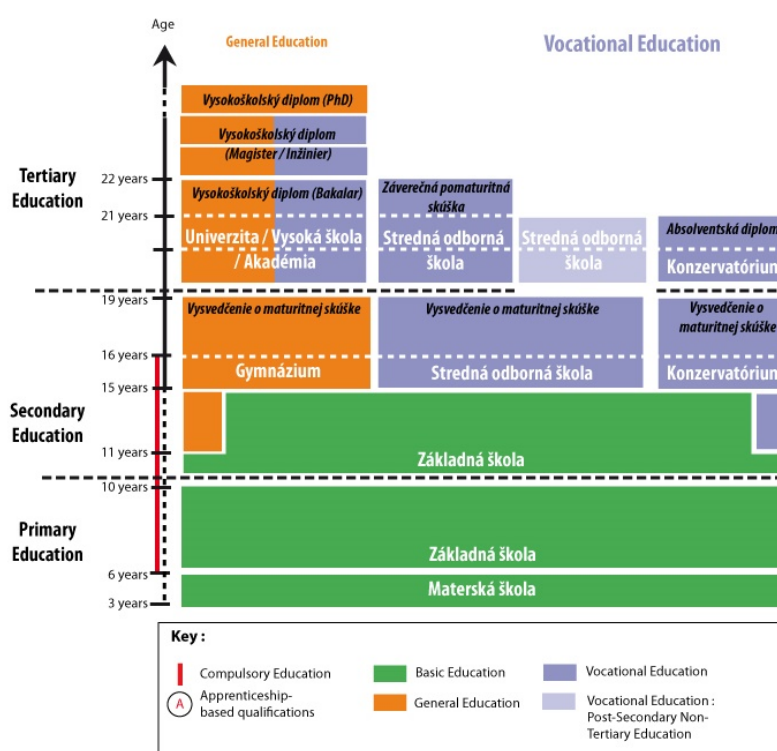 Age
General Education
Vocational Education
Vysokoškolský diplom (PhD)
Vysokoškolský diplom
(Magister / Inžinier)
Tertiary
Education
22 years
Vysokoškolský diplom (Bakalar)
Záverečná pomaturitná
skúška
21 years
Univerzita / Vysoká škola
/ Akadémia
Stredná odborná
škola
Stredná odborná
škola
Absolventská diplom
Konzervatórium
19 years
Vysvedčenie o maturitnej skúške
Vysvedčenie o maturitnej skúške
Vysvedčenie o
maturitnej skúške
16 years
Gymnázium
Stredná odborná škola
Konzervatórium
15 years
Secondary
Education
11 years
Základná škola
10 years
Primary
Education
Základná škola
6 years
Materská škola
3 years
Key :
Compulsory Education
Basic Education
Vocational Education
A
Apprenticeship-
based qualifications
General Education
Vocational Education :
Post-Secondary Non-
Tertiary Education